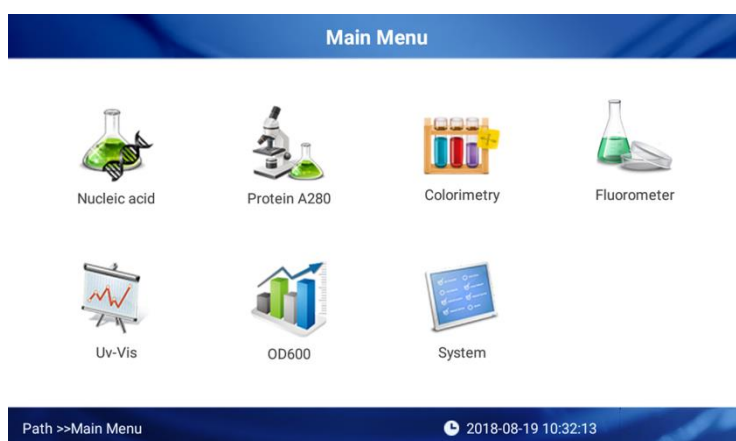 Main Menu
Nucleic acid
Protein A280
Colorimetry
Fluorometer
Uv-Vis
OD600
System
Path >>Main Menu
2018-08-19 10:32:13